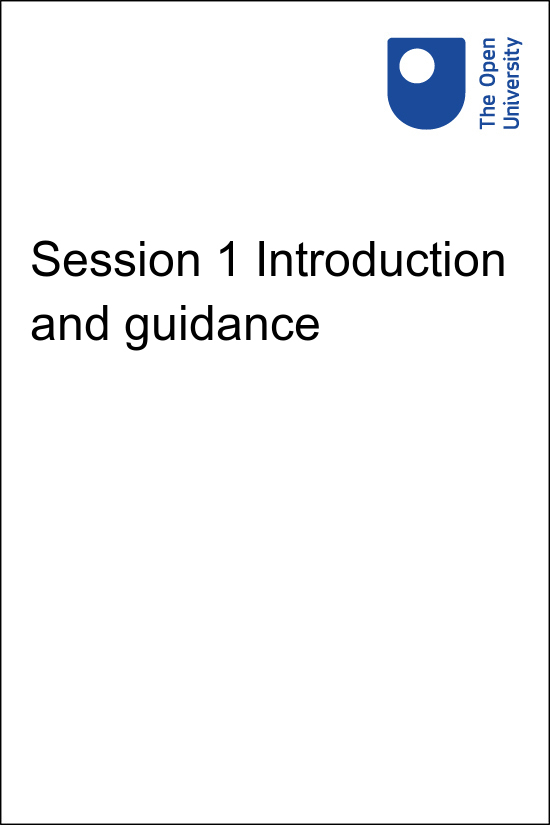 The Open
University
Session 1 Introduction
and guidance